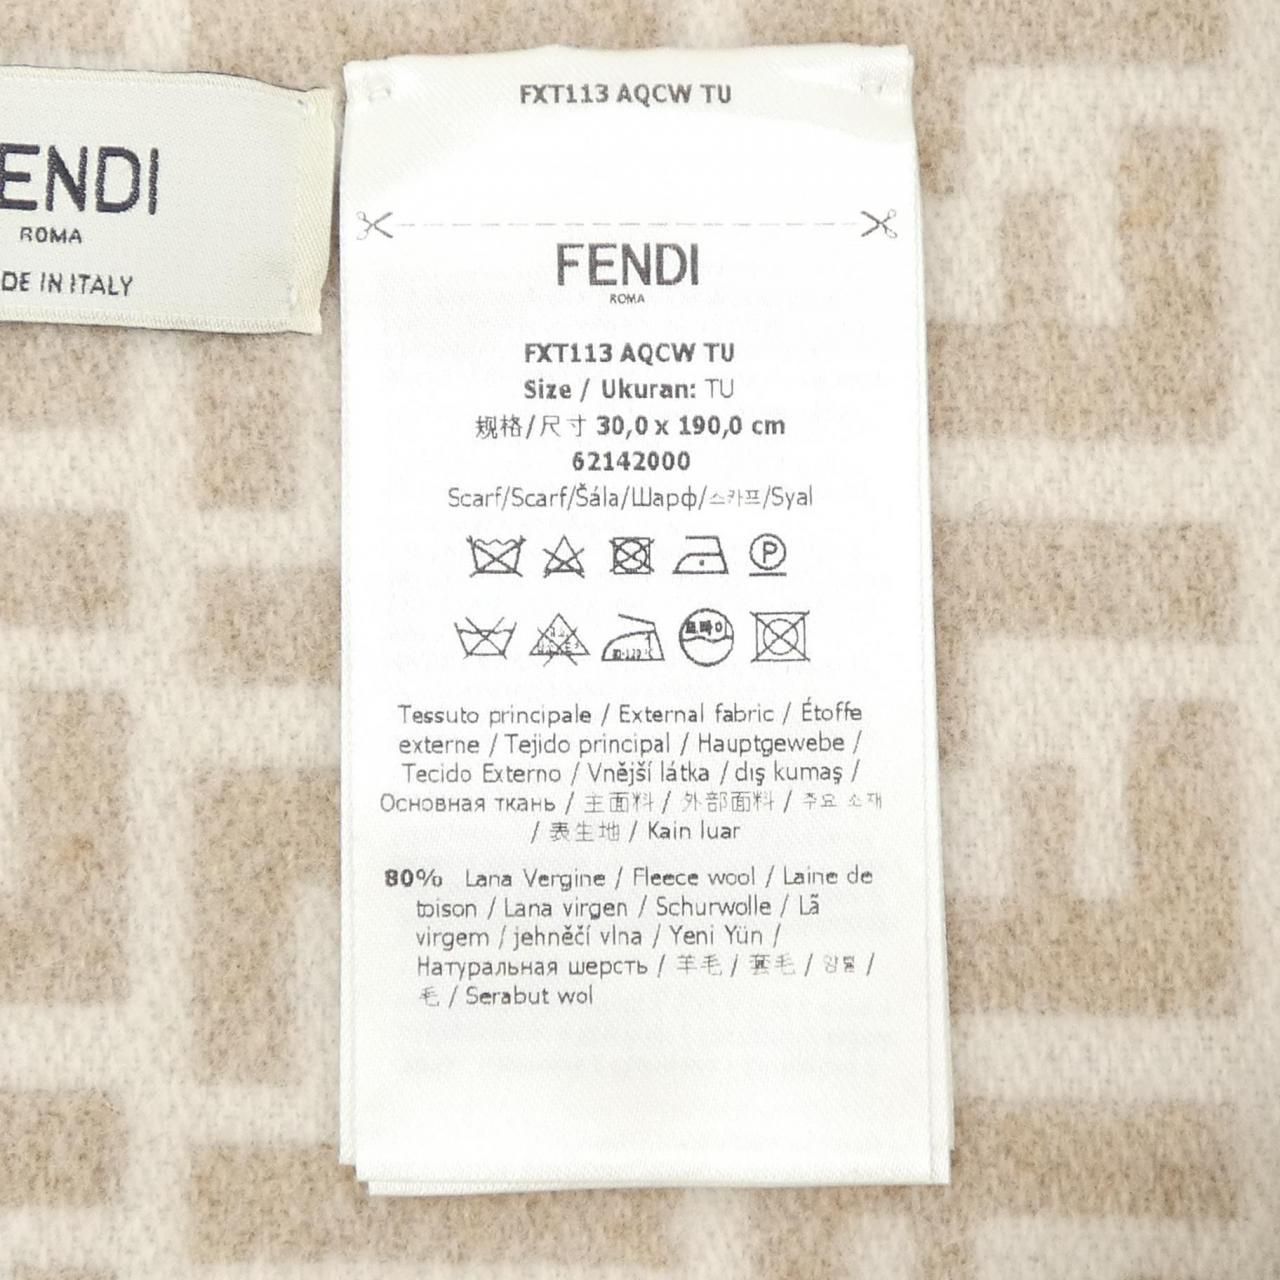 ENDI
ROMA
DE IN ITALY
FXT113 AQCW TU
FENDI
ROMA
FXT113 AQCW TU
Size / Ukuran: TU
规格/尺寸 30,0 x 190,0 cm
62142000
Scarf/Scarf/Šála/Шарф/스카프/Syal
P
드라이
Tessuto principale / External fabric / Étoffe
externe / Tejido principal / Hauptgewebe /
Tecido Externo / Vnější látka / dış kumaş /
Основная ткань / 主面料 / 外部面料 / 주요 소재
/ 表生地 / Kain luar
80% Lana Vergine / Fleece wool / Laine de
toison / Lana virgen / Schurwolle / Lã
virgem / jehněčí vlna / Yeni Yün /
Натуральная шерсть / 羊毛 / 套毛 / 양털 /
毛 / Serabut wol